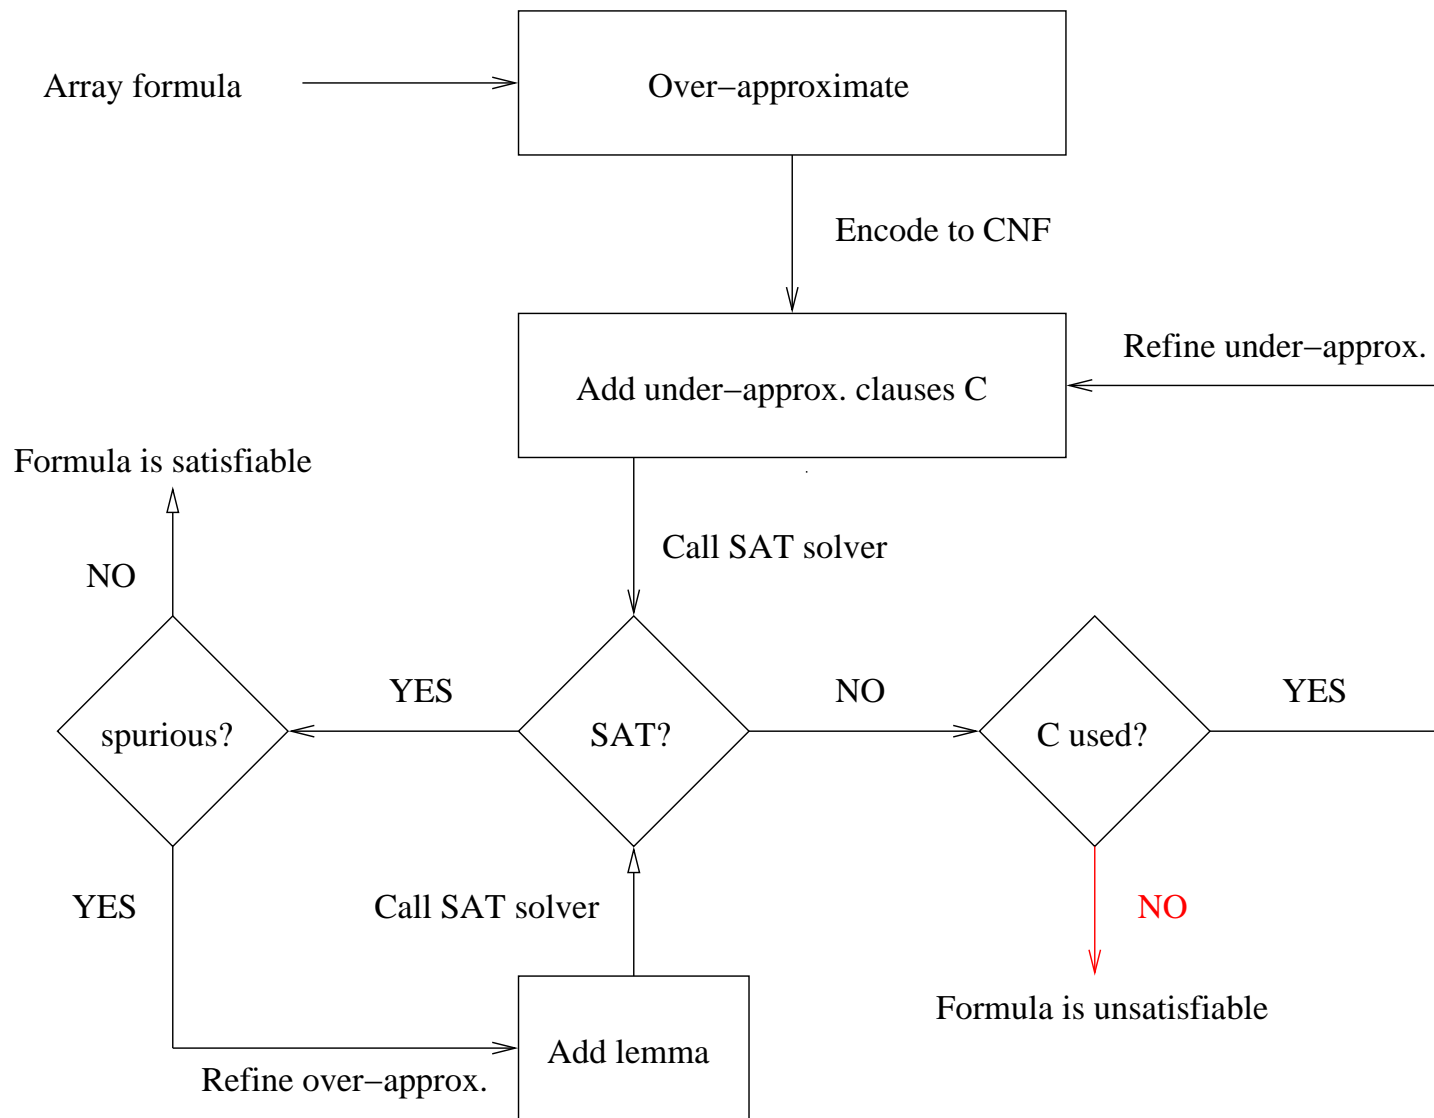 Array formula
Over−approximate
Encode to CNF
Refine under−approx.
Add under−approx. clauses C
Formula is satisfiable
Call SAT solver
NO
YES
NO
YES
spurious?
SAT?
C used?
YES
Call SAT solver
NO
Formula is unsatisfiable
Add lemma
Refine over−approx.